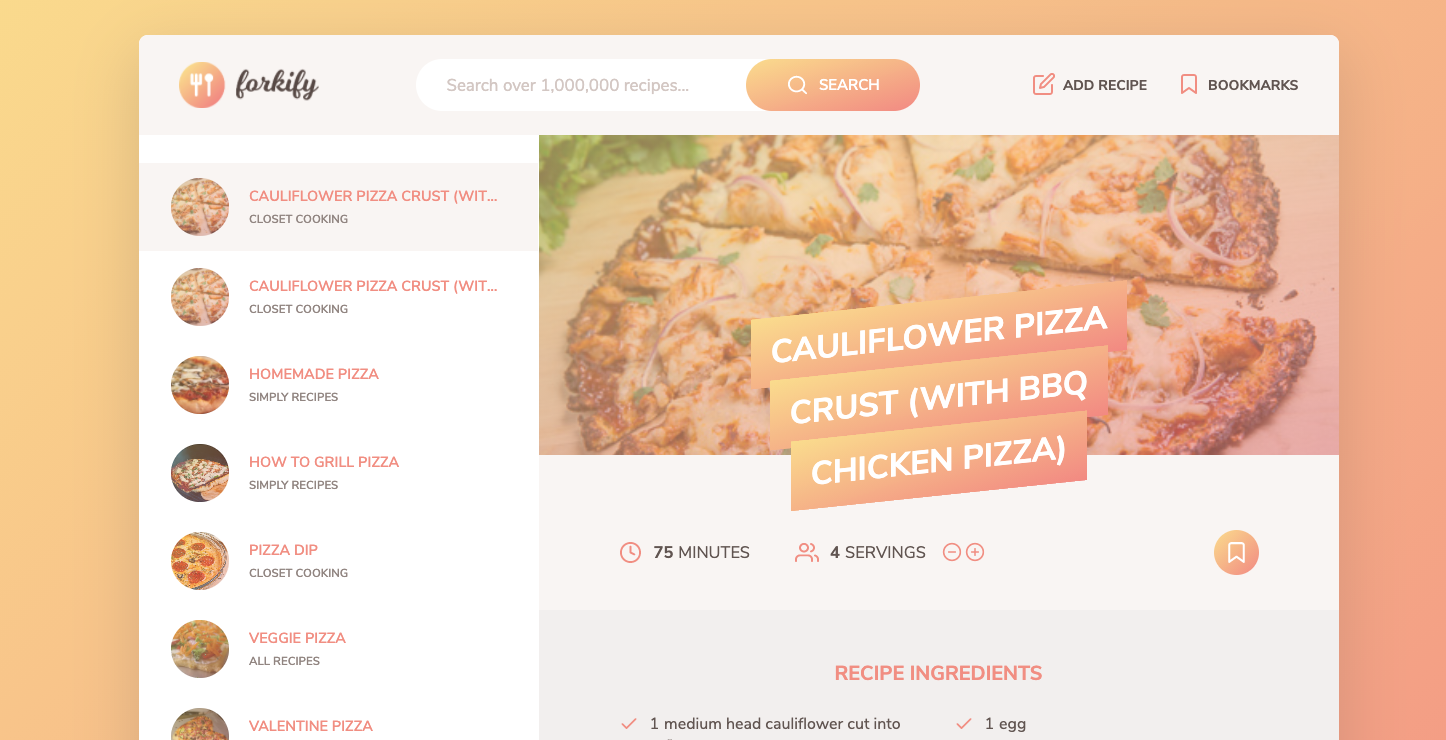 forkify
Search over 1,000,000 recipes...
SEARCH
ADD RECIPE
BOOKMARKS
CAULIFLOWER PIZZA CRUST (WIT...
CLOSET COOKING
CAULIFLOWER PIZZA CRUST (WIT...
CLOSET COOKING
HOMEMADE PIZZA
SIMPLY RECIPES
HOW TO GRILL PIZZA
SIMPLY RECIPES
PIZZA DIP
CLOSET COOKING
VEGGIE PIZZA
ALL RECIPES
VALENTINE PIZZA
CAULIFLOWER PIZZA
CRUST (WITH BBQ
CHICKEN PIZZA)
75 MINUTES
4 SERVINGS
RECIPE INGREDIENTS
1 medium head cauliflower cut into
1 egg